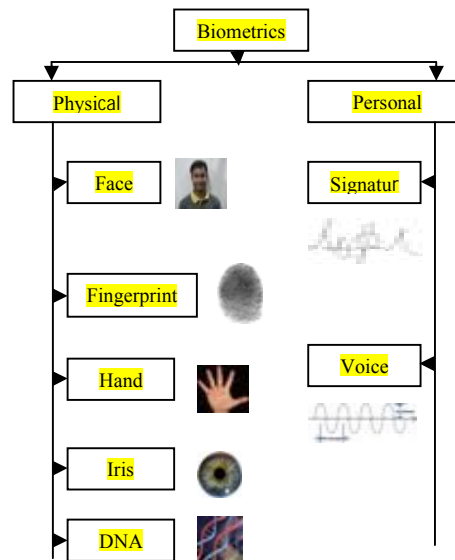 Biometrics
Physical
Personal
Face
Signatur
Fingerprint
Hand
Voice
Iris
DNA